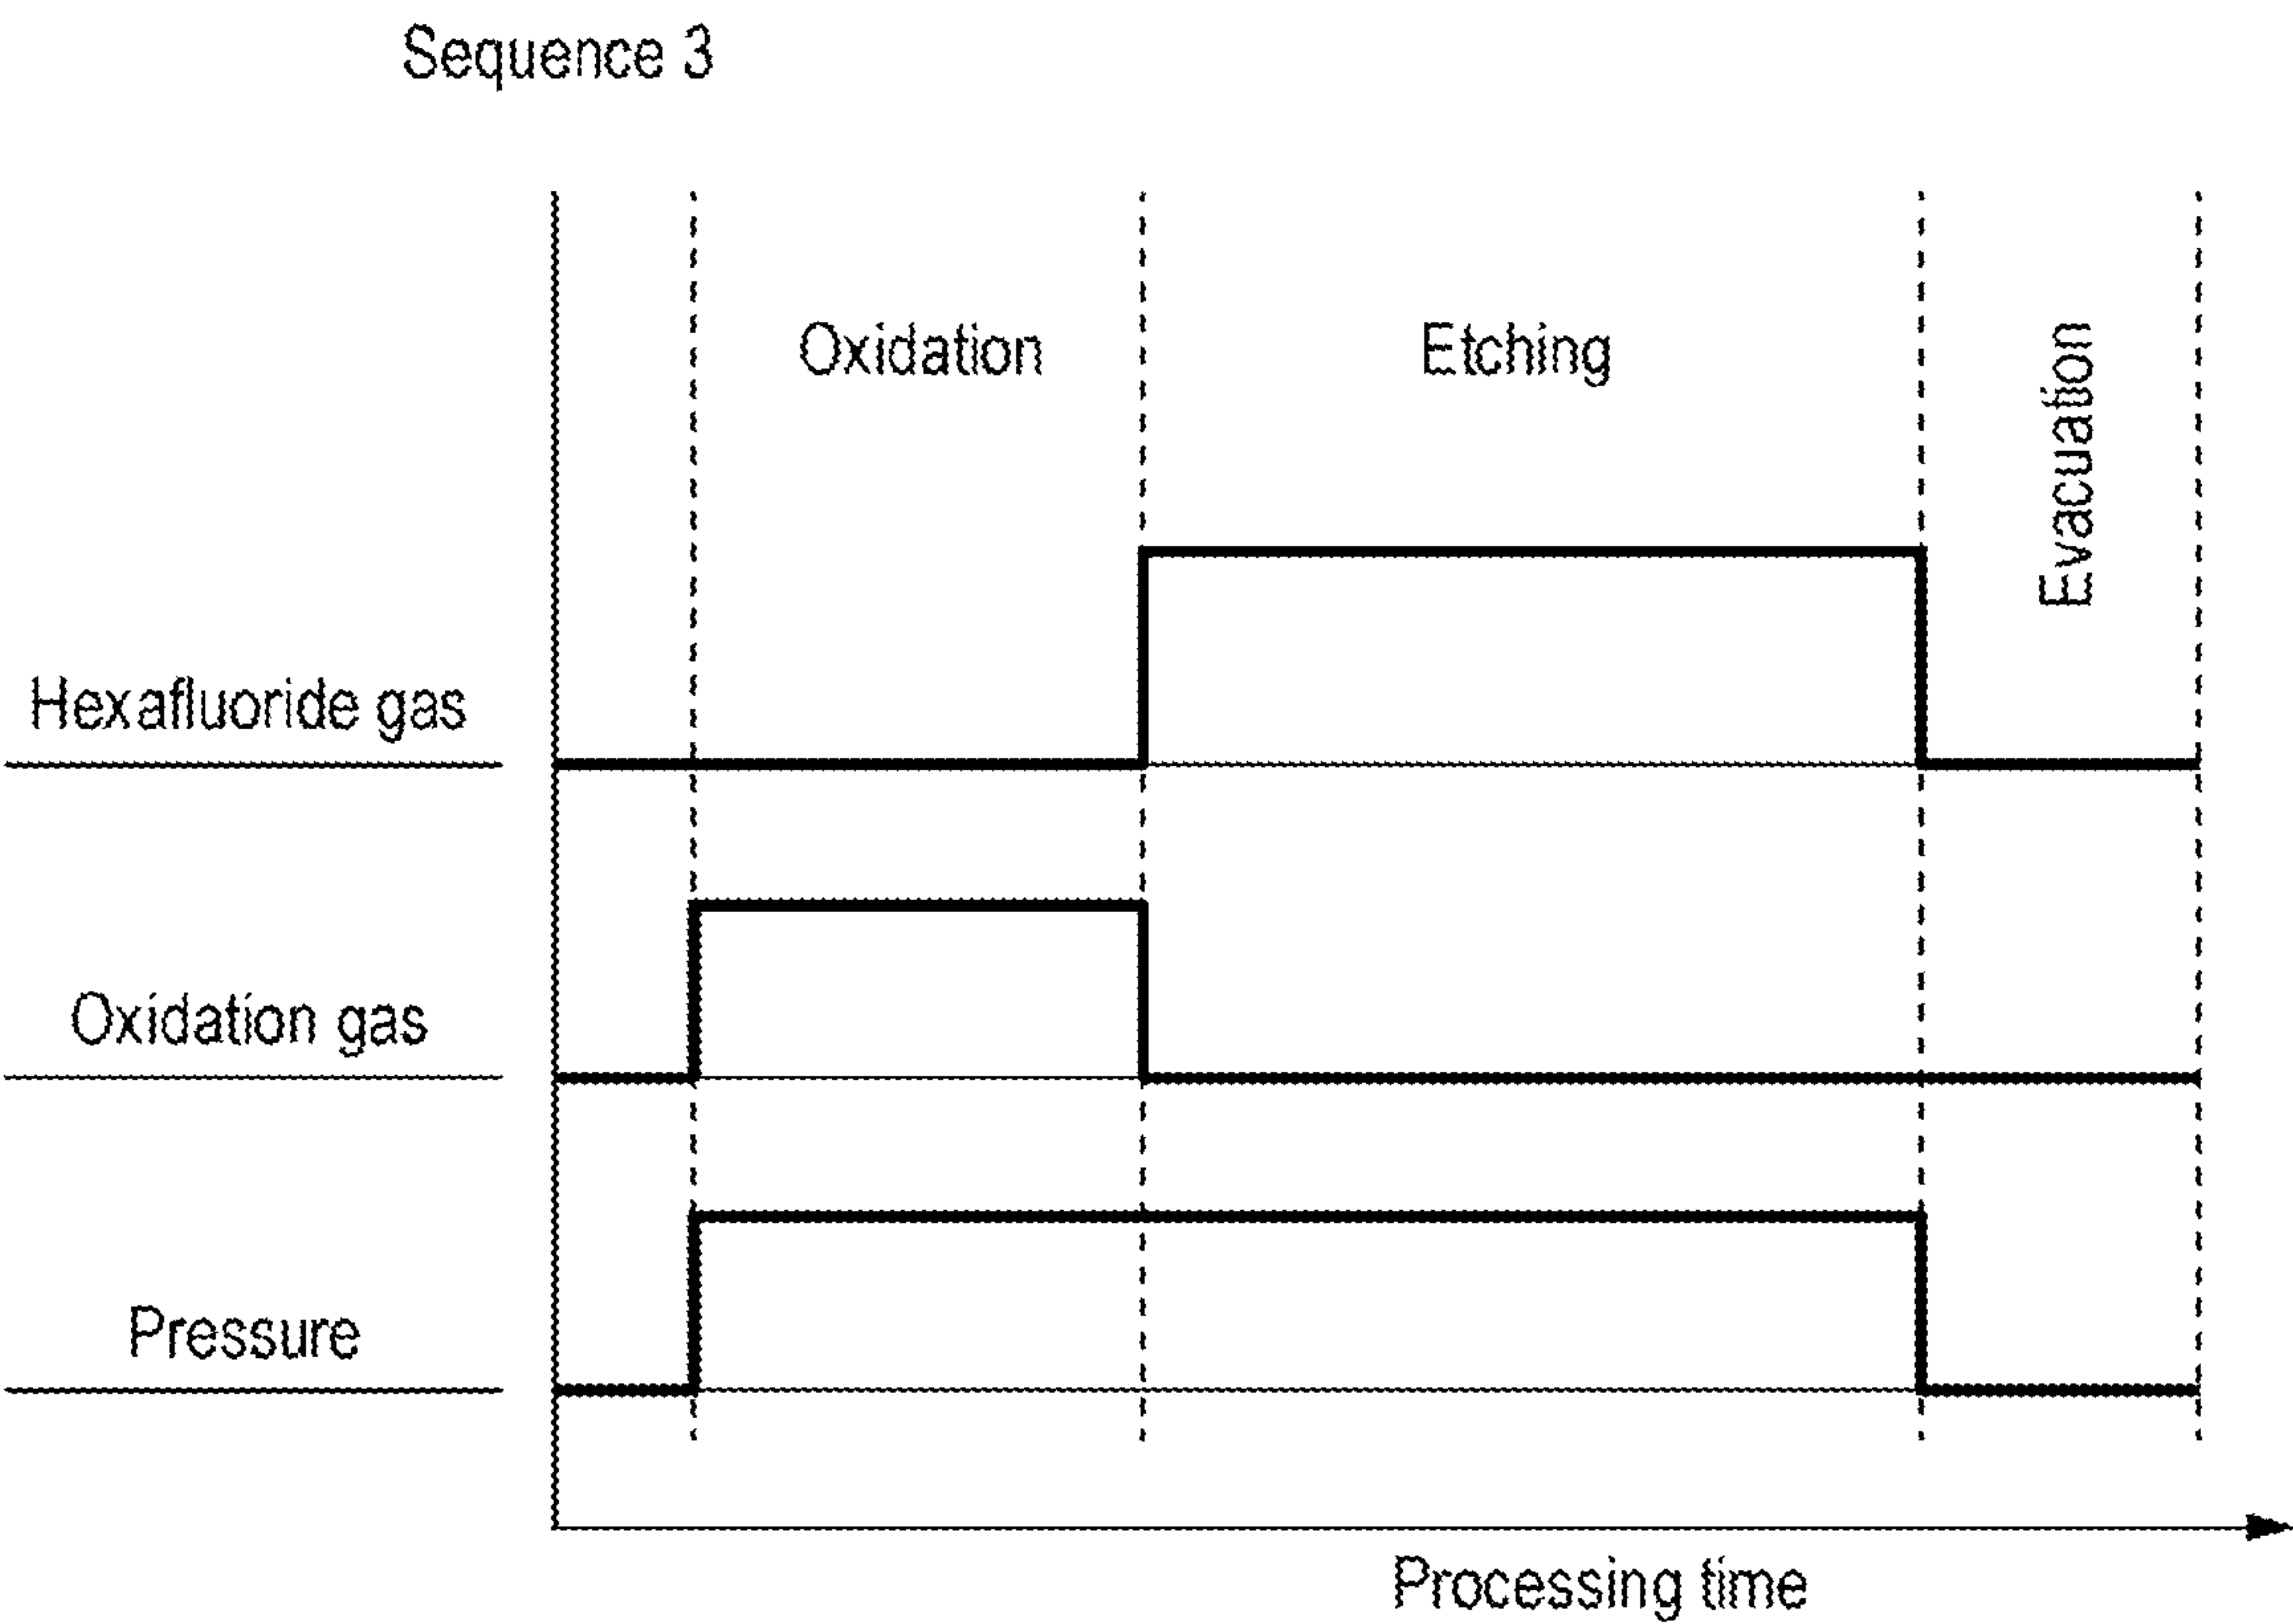 Sequence 3
Oxidation
Etching
Evacuation
Hexafluoride gas
Oxidation gas
Pressure
Processing time